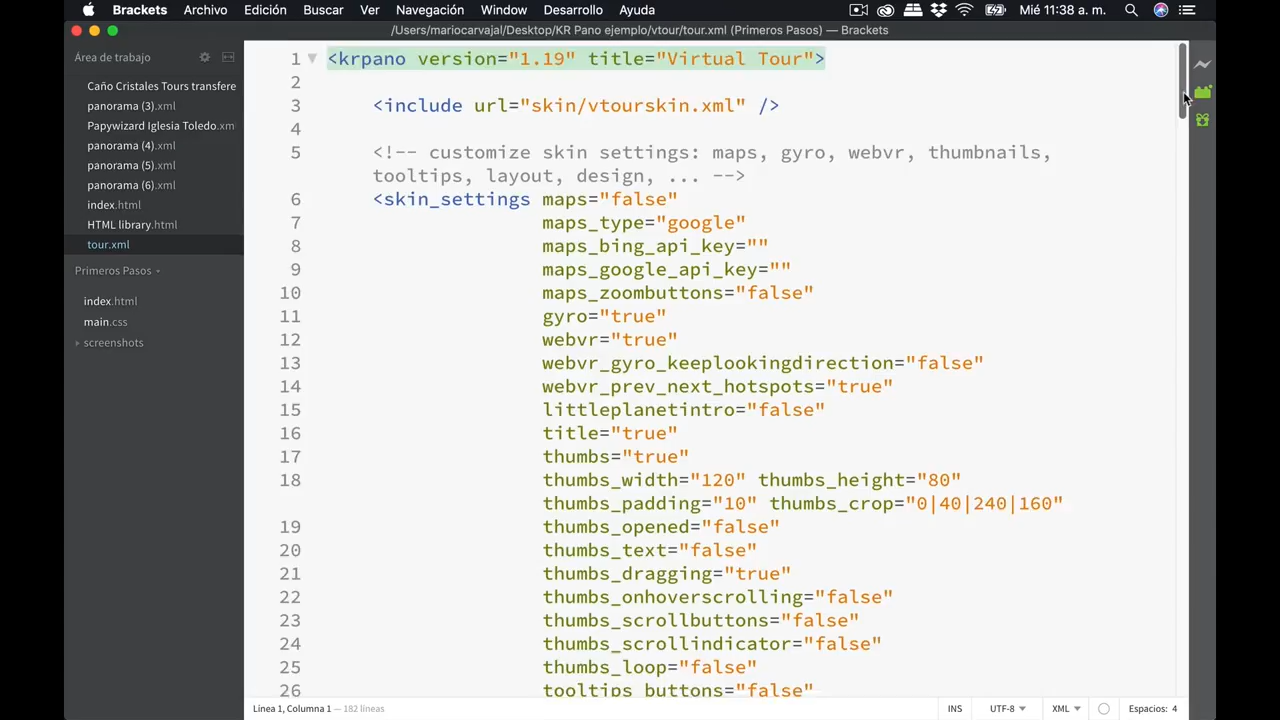 Brackets Archivo Edición Buscar Ver Navegación Window Desarrollo Ayuda Mié 11:38 a. m.
/Users/mariocarvajal/Desktop/KR Pano ejemplo/vtour/tour.xml (Primeros Pasos) — Brackets
Área de trabajo
Caño Cristales Tours transfere
panorama (3).xml
Papywizard Iglesia Toledo.xm
panorama (4).xml
panorama (5).xml
panorama (6).xml
index.html
HTML library.html
tour.xml
Primeros Pasos
index.html
main.css
screenshots
1 <krpano version="1.19" title="Virtual Tour">
2
3 <include url="skin/vtourskin.xml" />
4
5 <!-- customize skin settings: maps, gyro, webvr, thumbnails,
tooltips, layout, design, ... -->
6 <skin_settings maps="false"
7 maps_type="google"
8 maps_bing_api_key=""
9 maps_google_api_key=""
10 maps_zoombuttons="false"
11 gyro="true"
12 webvr="true"
13 webvr_gyro_keeplookingdirection="false"
14 webvr_prev_next_hotspots="true"
15 littleplanetintro="false"
16 title="true"
17 thumbs="true"
18 thumbs_width="120" thumbs_height="80"
thumbs_padding="10" thumbs_crop="0|40|240|160"
19 thumbs_opened="false"
20 thumbs_text="false"
21 thumbs_dragging="true"
22 thumbs_onhoverscrolling="false"
23 thumbs_scrollbuttons="false"
24 thumbs_scrollindicator="false"
25 thumbs_loop="false"
26 tooltips_buttons="false"
Línea 1, Columna 1 — 182 líneas INS UTF-8 XML Espacios: 4